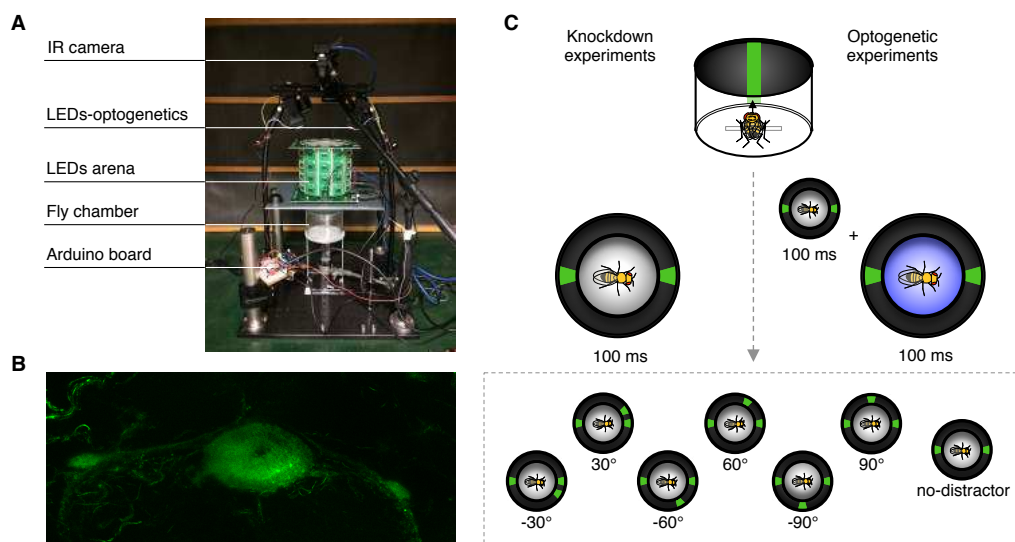 A
IR camera
LEDs-optogenetics
LEDs arena
Fly chamber
Arduino board
B
C
Knockdown
experiments
Optogenetic
experiments
100 ms
+
100 ms
100 ms
30°
60°
90°
no-distractor
-30°
-60°
-90°